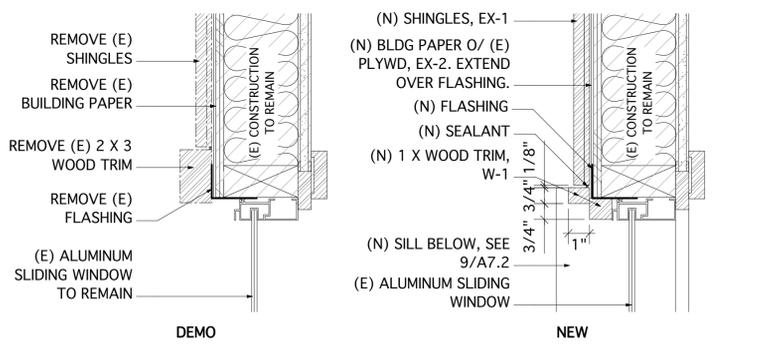 REMOVE (E)
SHINGLES
REMOVE (E)
BUILDING PAPER
REMOVE (E) 2 X 3
WOOD TRIM
REMOVE (E)
FLASHING
(E) ALUMINUM
SLIDING WINDOW
TO REMAIN
(E) CONSTRUCTION
TO REMAIN
DEMO
(N) SHINGLES, EX-1
(N) BLDG PAPER O/ (E)
PLYWD, EX-2. EXTEND
OVER FLASHING.
(N) FLASHING
(N) SEALANT
(N) 1 X WOOD TRIM,
W-1
(N) SILL BELOW, SEE
9/A7.2
(E) ALUMINUM SLIDING
WINDOW
1/8"
3/4"
3/4"
1"
(E) CONSTRUCTION
TO REMAIN
NEW